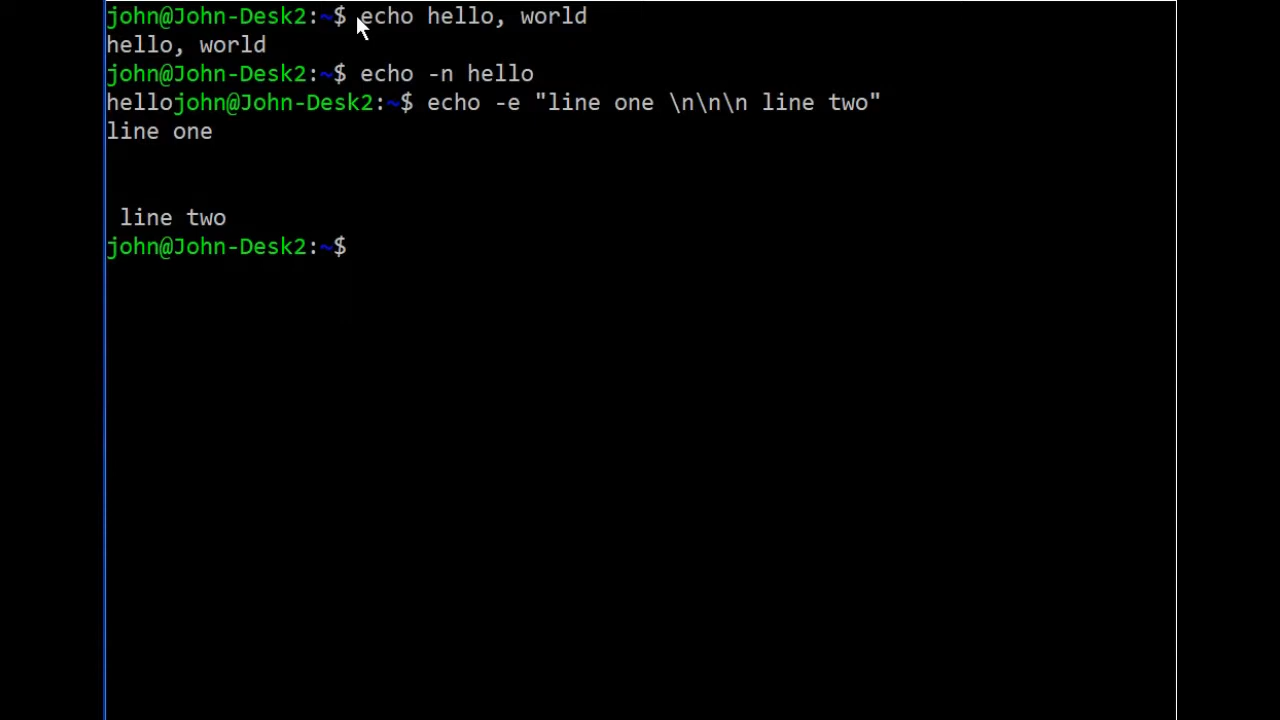 john@John-Desk2:~$ echo hello, world
hello, world
john@John-Desk2:~$ echo -n hello
hellojohn@John-Desk2:~$ echo -e "line one \n\n\n line two"
line one
 line two
john@John-Desk2:~$